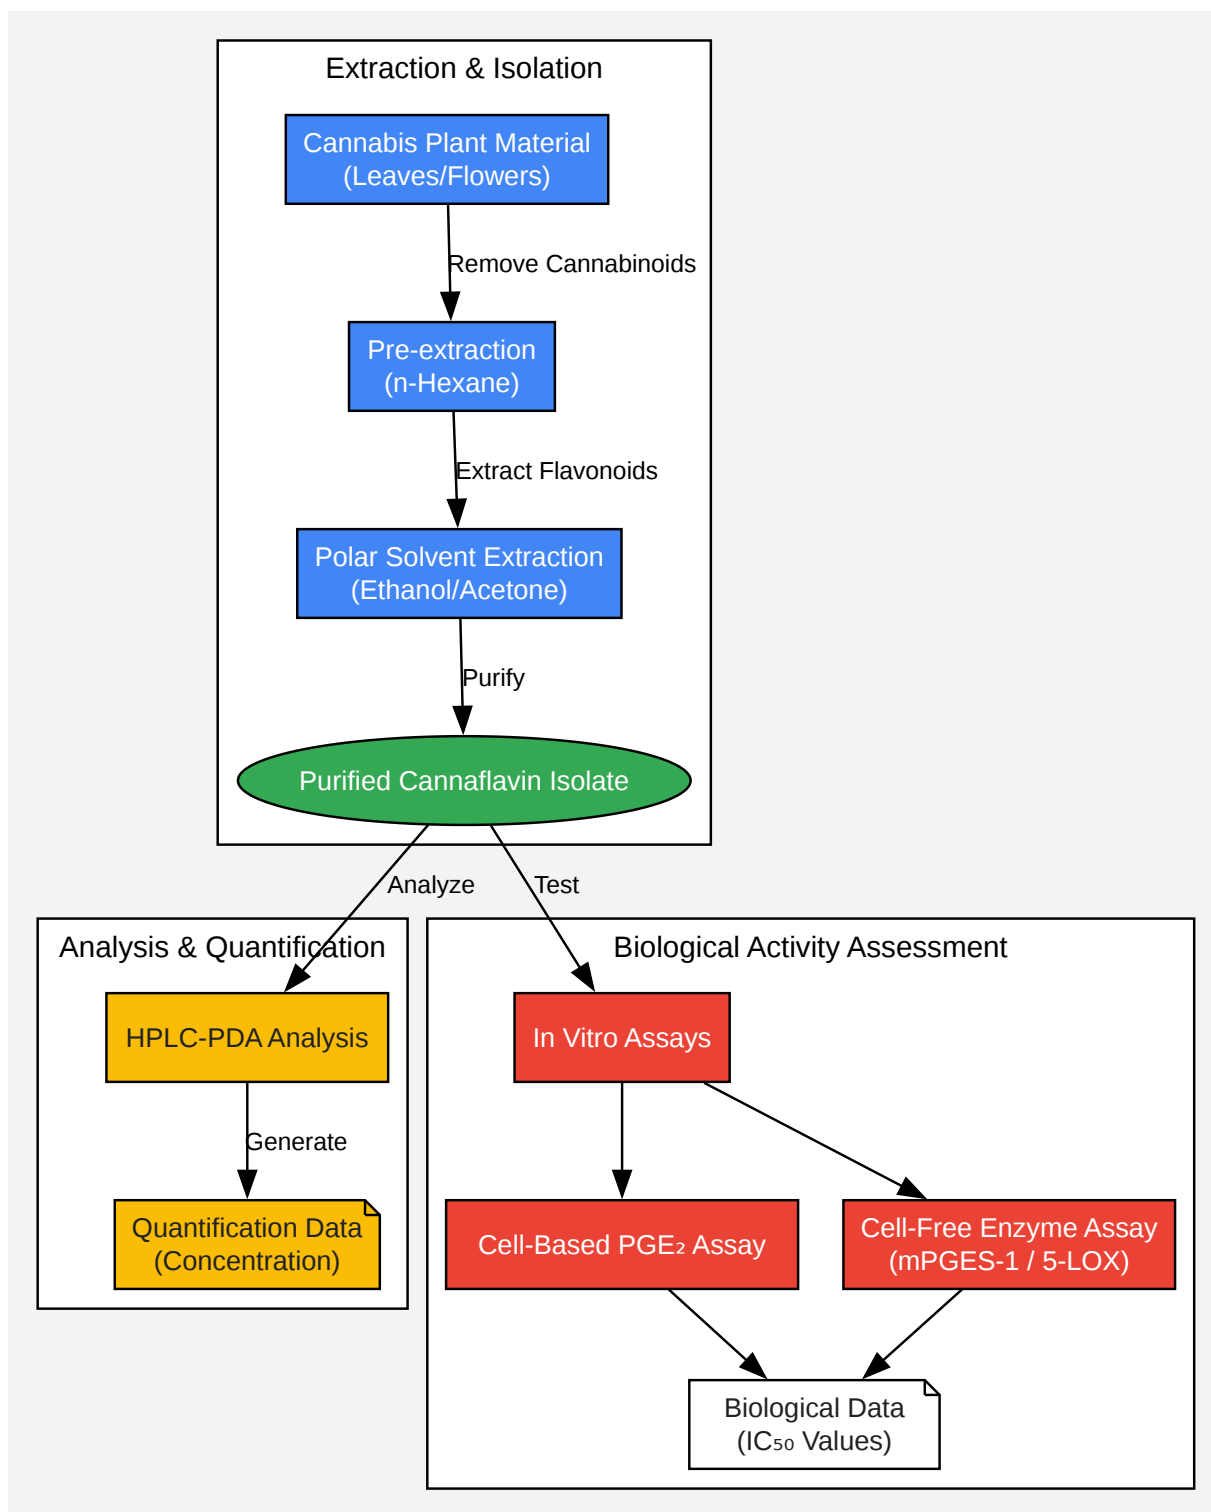 Extraction & Isolation
Cannabis Plant Material
(Leaves/Flowers)
Remove Cannabinoids
Pre-extraction
(n-Hexane)
Extract Flavonoids
Polar Solvent Extraction
(Ethanol/Acetone)
Purify
Purified Cannaflavin Isolate
Analyze
Test
Analysis & Quantification
HPLC-PDA Analysis
Generate
Quantification Data
(Concentration)
Biological Activity Assessment
In Vitro Assays
Cell-Based PGE₂ Assay
Cell-Free Enzyme Assay
(mPGES-1 / 5-LOX)
Biological Data
(IC₅₀ Values)